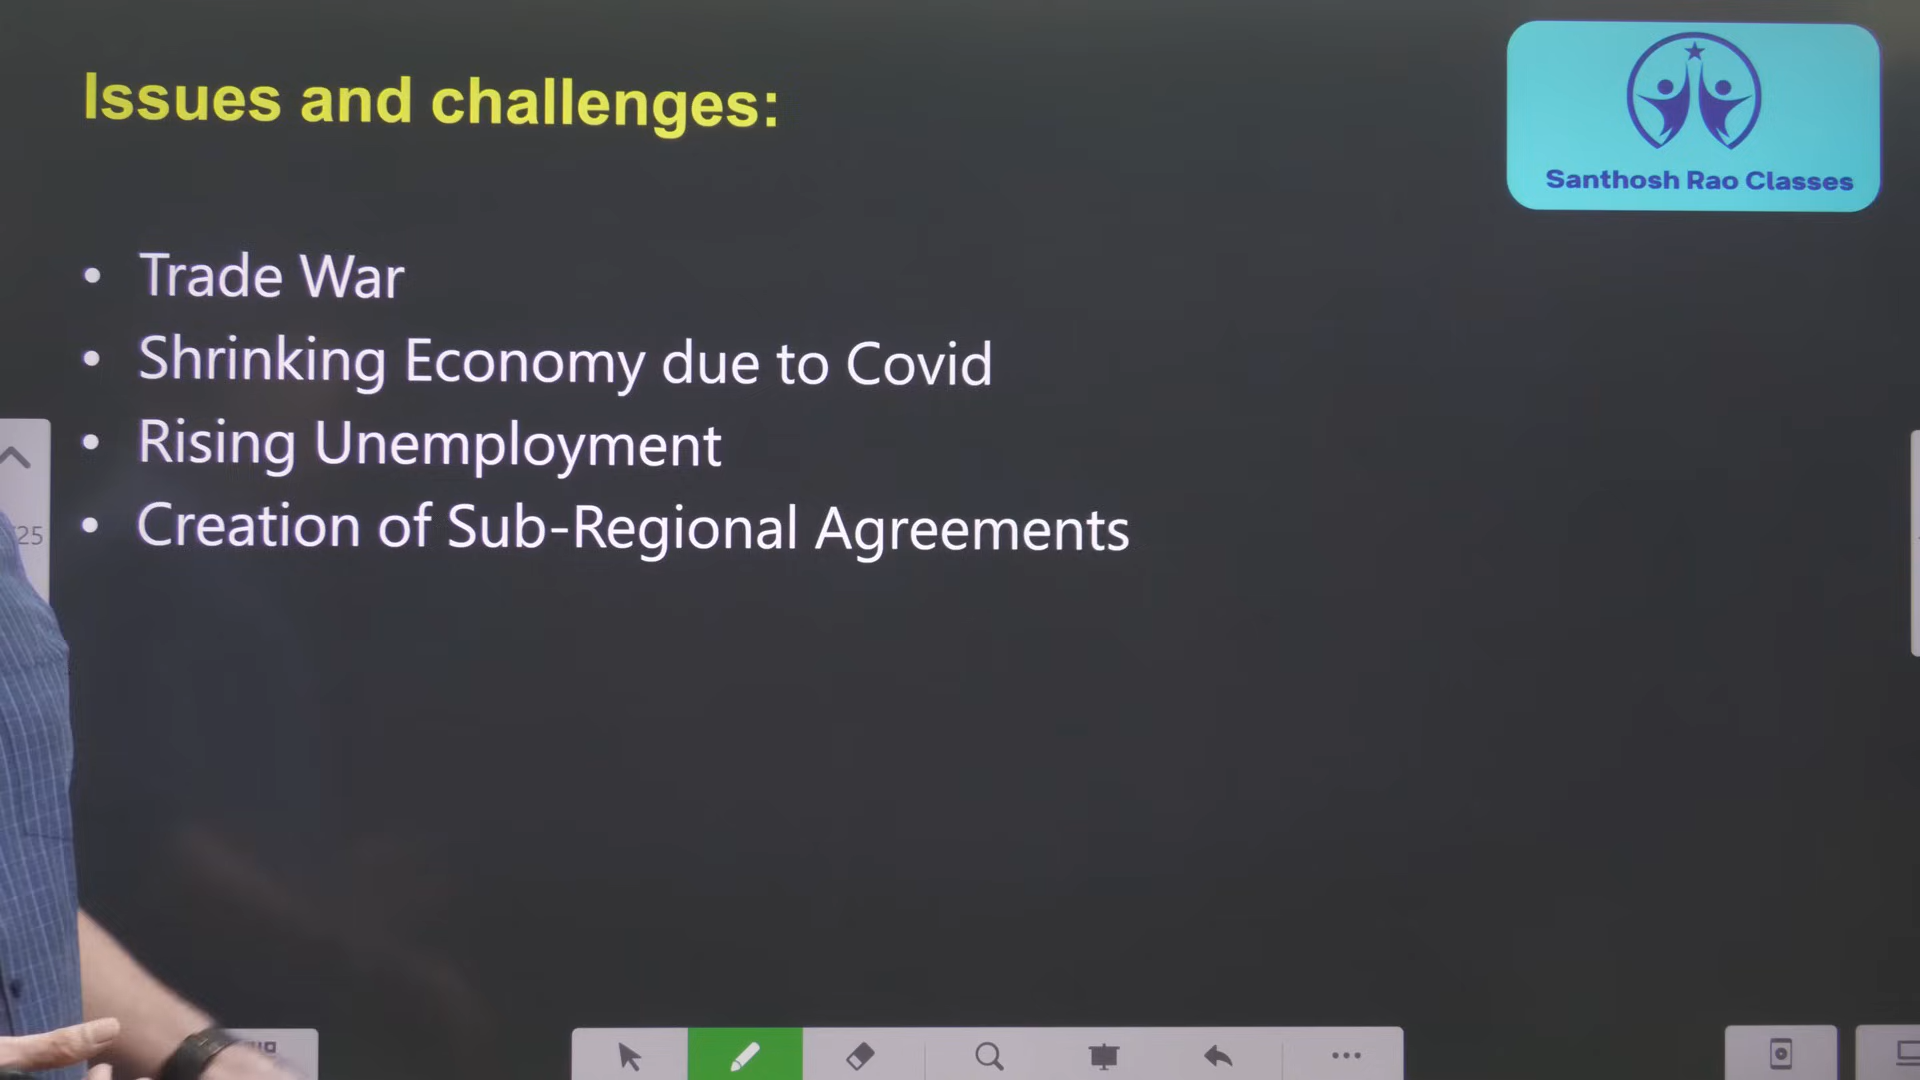 Issues and challenges:
Santhosh Rao Classes
• Trade War
• Shrinking Economy due to Covid
• Rising Unemployment
• Creation of Sub-Regional Agreements
25